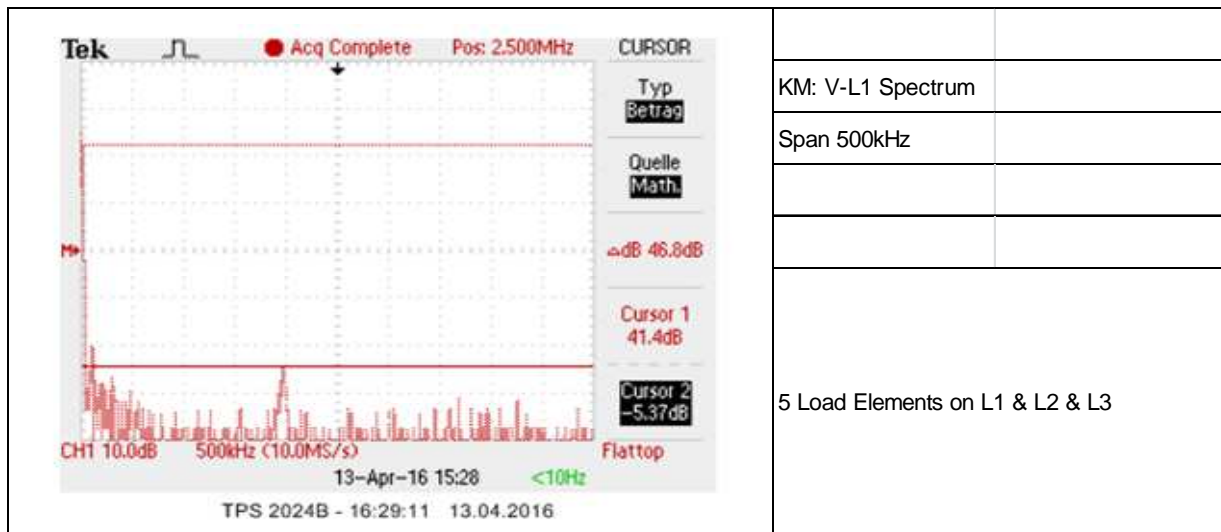 Tek Acq Complete Pos: 2.500MHz CURSOR
Typ
Betrag
Quelle
Math.
M
△dB 46.8dB
Cursor 1
41.4dB
Cursor 2
-5.37dB
CH1 10.0dB 500kHz (10.0MS/s) Flattop
13-Apr-16 15:28 <10Hz
TPS 2024B - 16:29:11 13.04.2016
KM: V-L1 Spectrum
Span 500kHz
5 Load Elements on L1 & L2 & L3